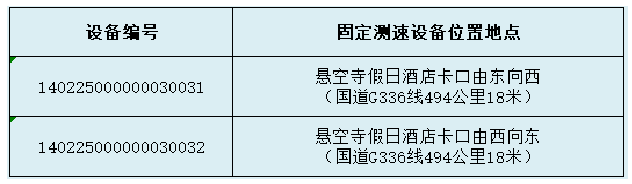 设备编号 固定测速设备位置地点
140225000000030031 悬空寺假日酒店卡口由东向西
（国道G336线494公里18米）
140225000000030032 悬空寺假日酒店卡口由西向东
（国道G336线494公里18米）